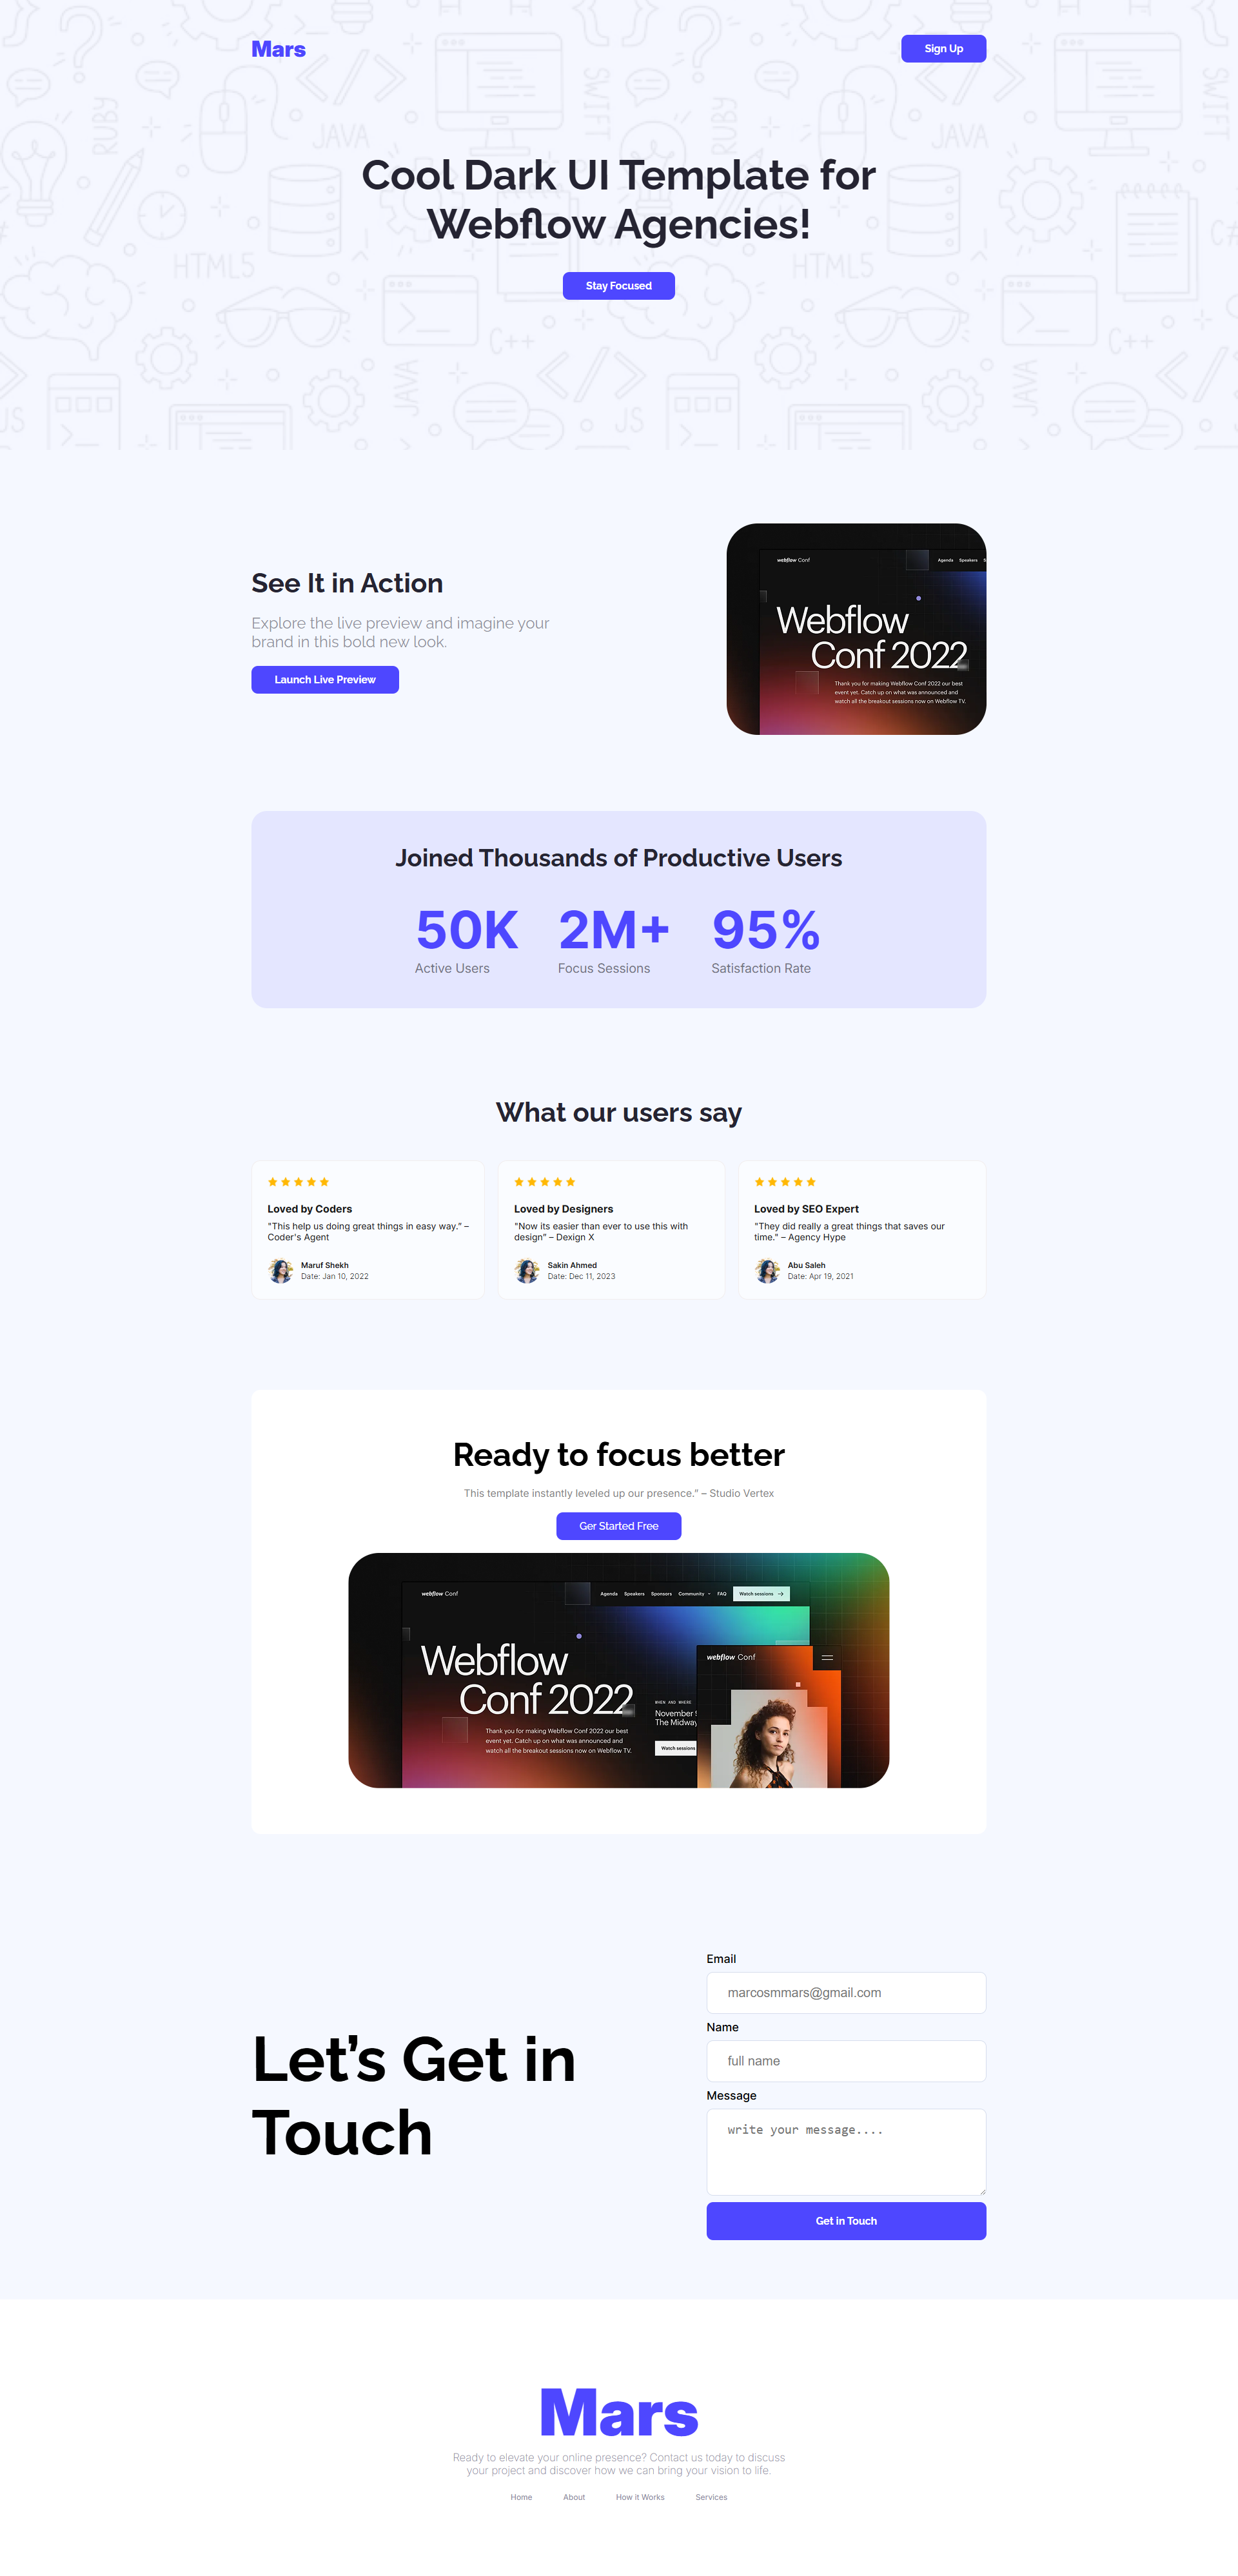 Mars
Sign Up
RUBY
JAVA
SWIFT
RUBY
JAVA
SWIFT
Cool Dark UI Template for
Webflow Agencies!
HTML5
HTML5
C#
Stay Focused
C++
C++
JS
JAVA
JS
JAVA
JS
See It in Action
Explore the live preview and imagine your
brand in this bold new look.
Launch Live Preview
webflow Conf
Agenda Speakers S
Webflow
Conf 2022
Thank you for making Webflow Conf 2022 our best
event yet. Catch up on what was announced and
watch all the breakout sessions now on Webflow TV.
Joined Thousands of Productive Users
50K 2M+ 95%
Active Users Focus Sessions Satisfaction Rate
What our users say
Loved by Coders
"This help us doing great things in easy way." –
Coder's Agent
Maruf Shekh
Date: Jan 10, 2022
Loved by Designers
"Now its easier than ever to use this with
design" – Dexign X
Sakin Ahmed
Date: Dec 11, 2023
Loved by SEO Expert
"They did really a great things that saves our
time." – Agency Hype
Abu Saleh
Date: Apr 19, 2021
Ready to focus better
This template instantly leveled up our presence." – Studio Vertex
Ger Started Free
webflow Conf
Agenda Speakers Sponsors Community FAQ Watch sessions
Webflow
Conf 2022
Thank you for making Webflow Conf 2022 our best
event yet. Catch up on what was announced and
watch all the breakout sessions now on Webflow TV.
WHEN AND WHERE
November
The Midway
Watch sessions
webflow Conf
Let’s Get in
Touch
Email
marcosmmars@gmail.com
Name
full name
Message
write your message....
Get in Touch
Mars
Ready to elevate your online presence? Contact us today to discuss
your project and discover how we can bring your vision to life.
Home About How it Works Services